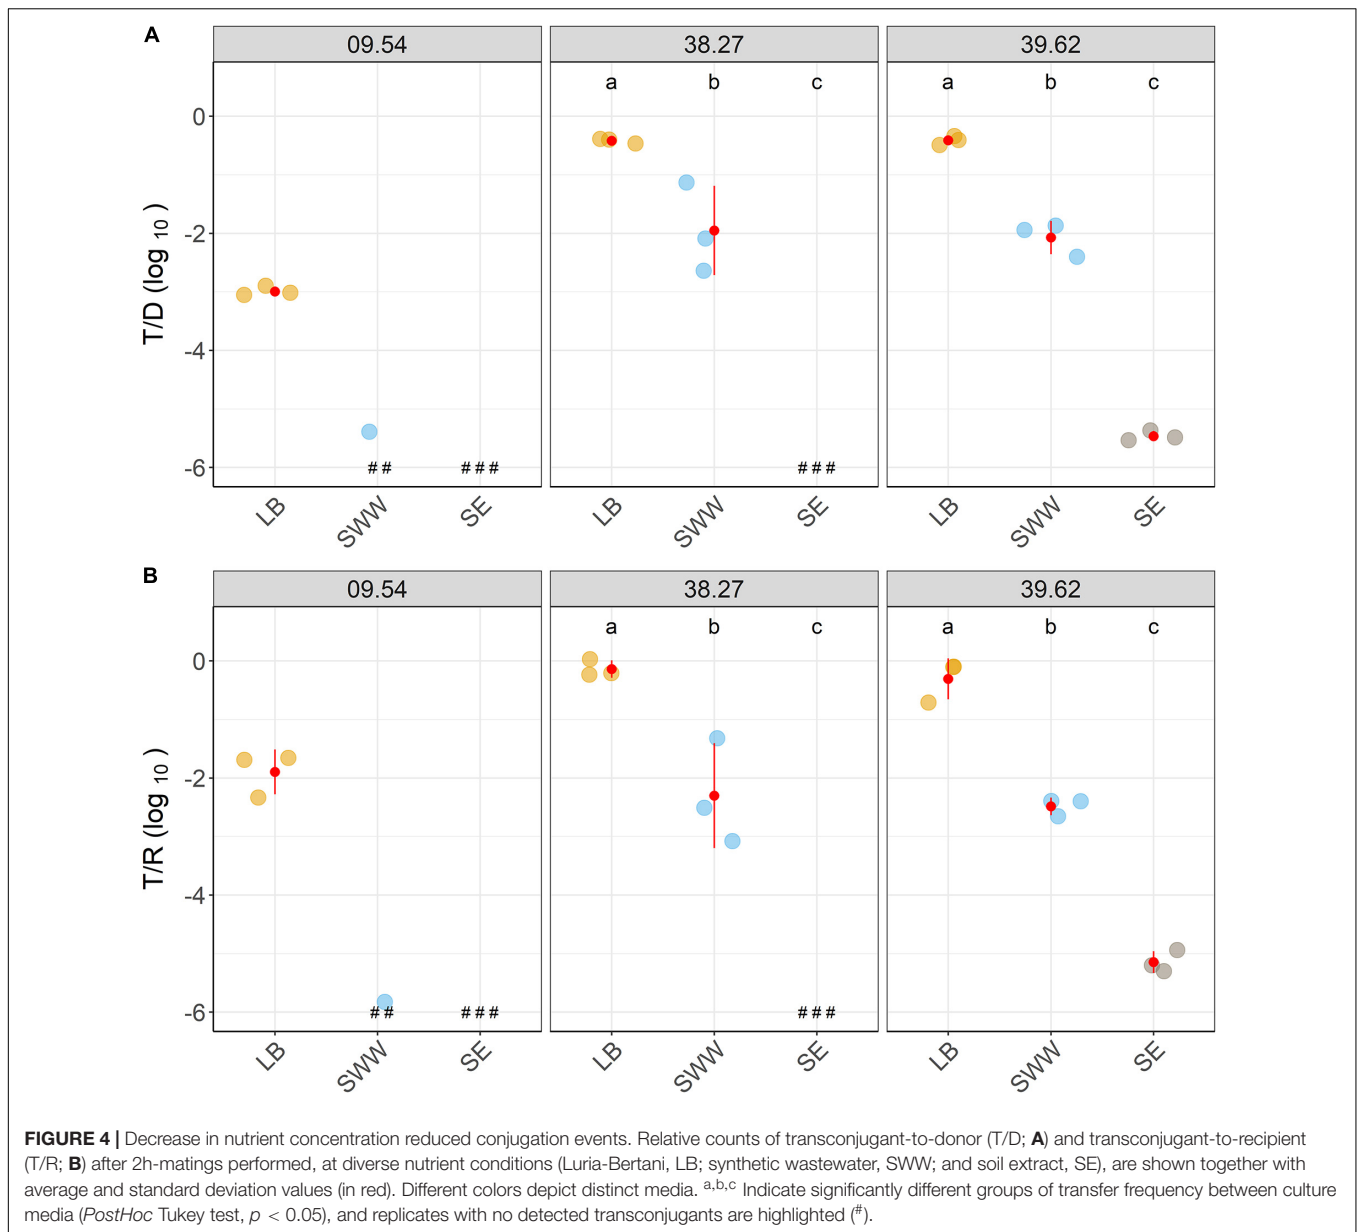 A
09.54 38.27 39.62
a b c a b c
0
-2
-4
-6
T/D (log 10 )
# # # # # # # #
LB SWW SE LB SWW SE LB SWW SE
B
09.54 38.27 39.62
a b c a b c
0
-2
-4
-6
T/R (log 10 )
# # # # # # # #
LB SWW SE LB SWW SE LB SWW SE
FIGURE 4 | Decrease in nutrient concentration reduced conjugation events. Relative counts of transconjugant-to-donor (T/D; A) and transconjugant-to-recipient
(T/R; B) after 2h-matings performed, at diverse nutrient conditions (Luria-Bertani, LB; synthetic wastewater, SWW; and soil extract, SE), are shown together with
average and standard deviation values (in red). Different colors depict distinct media. a,b,c Indicate significantly different groups of transfer frequency between culture
media (PostHoc Tukey test, p < 0.05), and replicates with no detected transconjugants are highlighted (#).